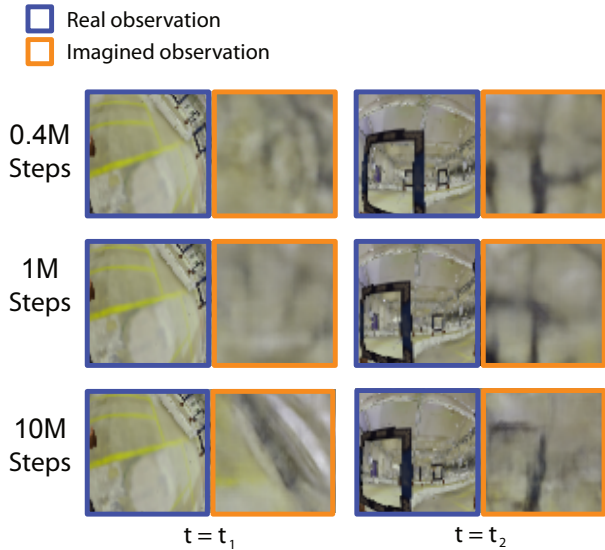 Real observation
Imagined observation
0.4M
Steps
1M
Steps
10M
Steps
t = t₁
t = t₂